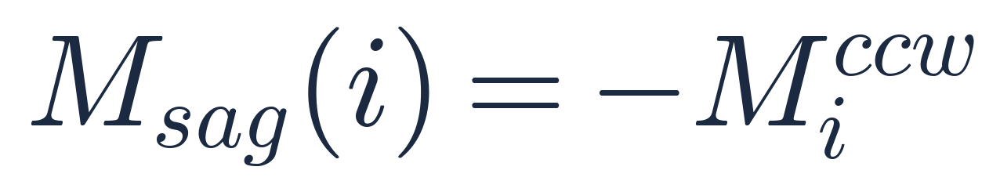 M_{sag}(i) = -M_i^{ccw}